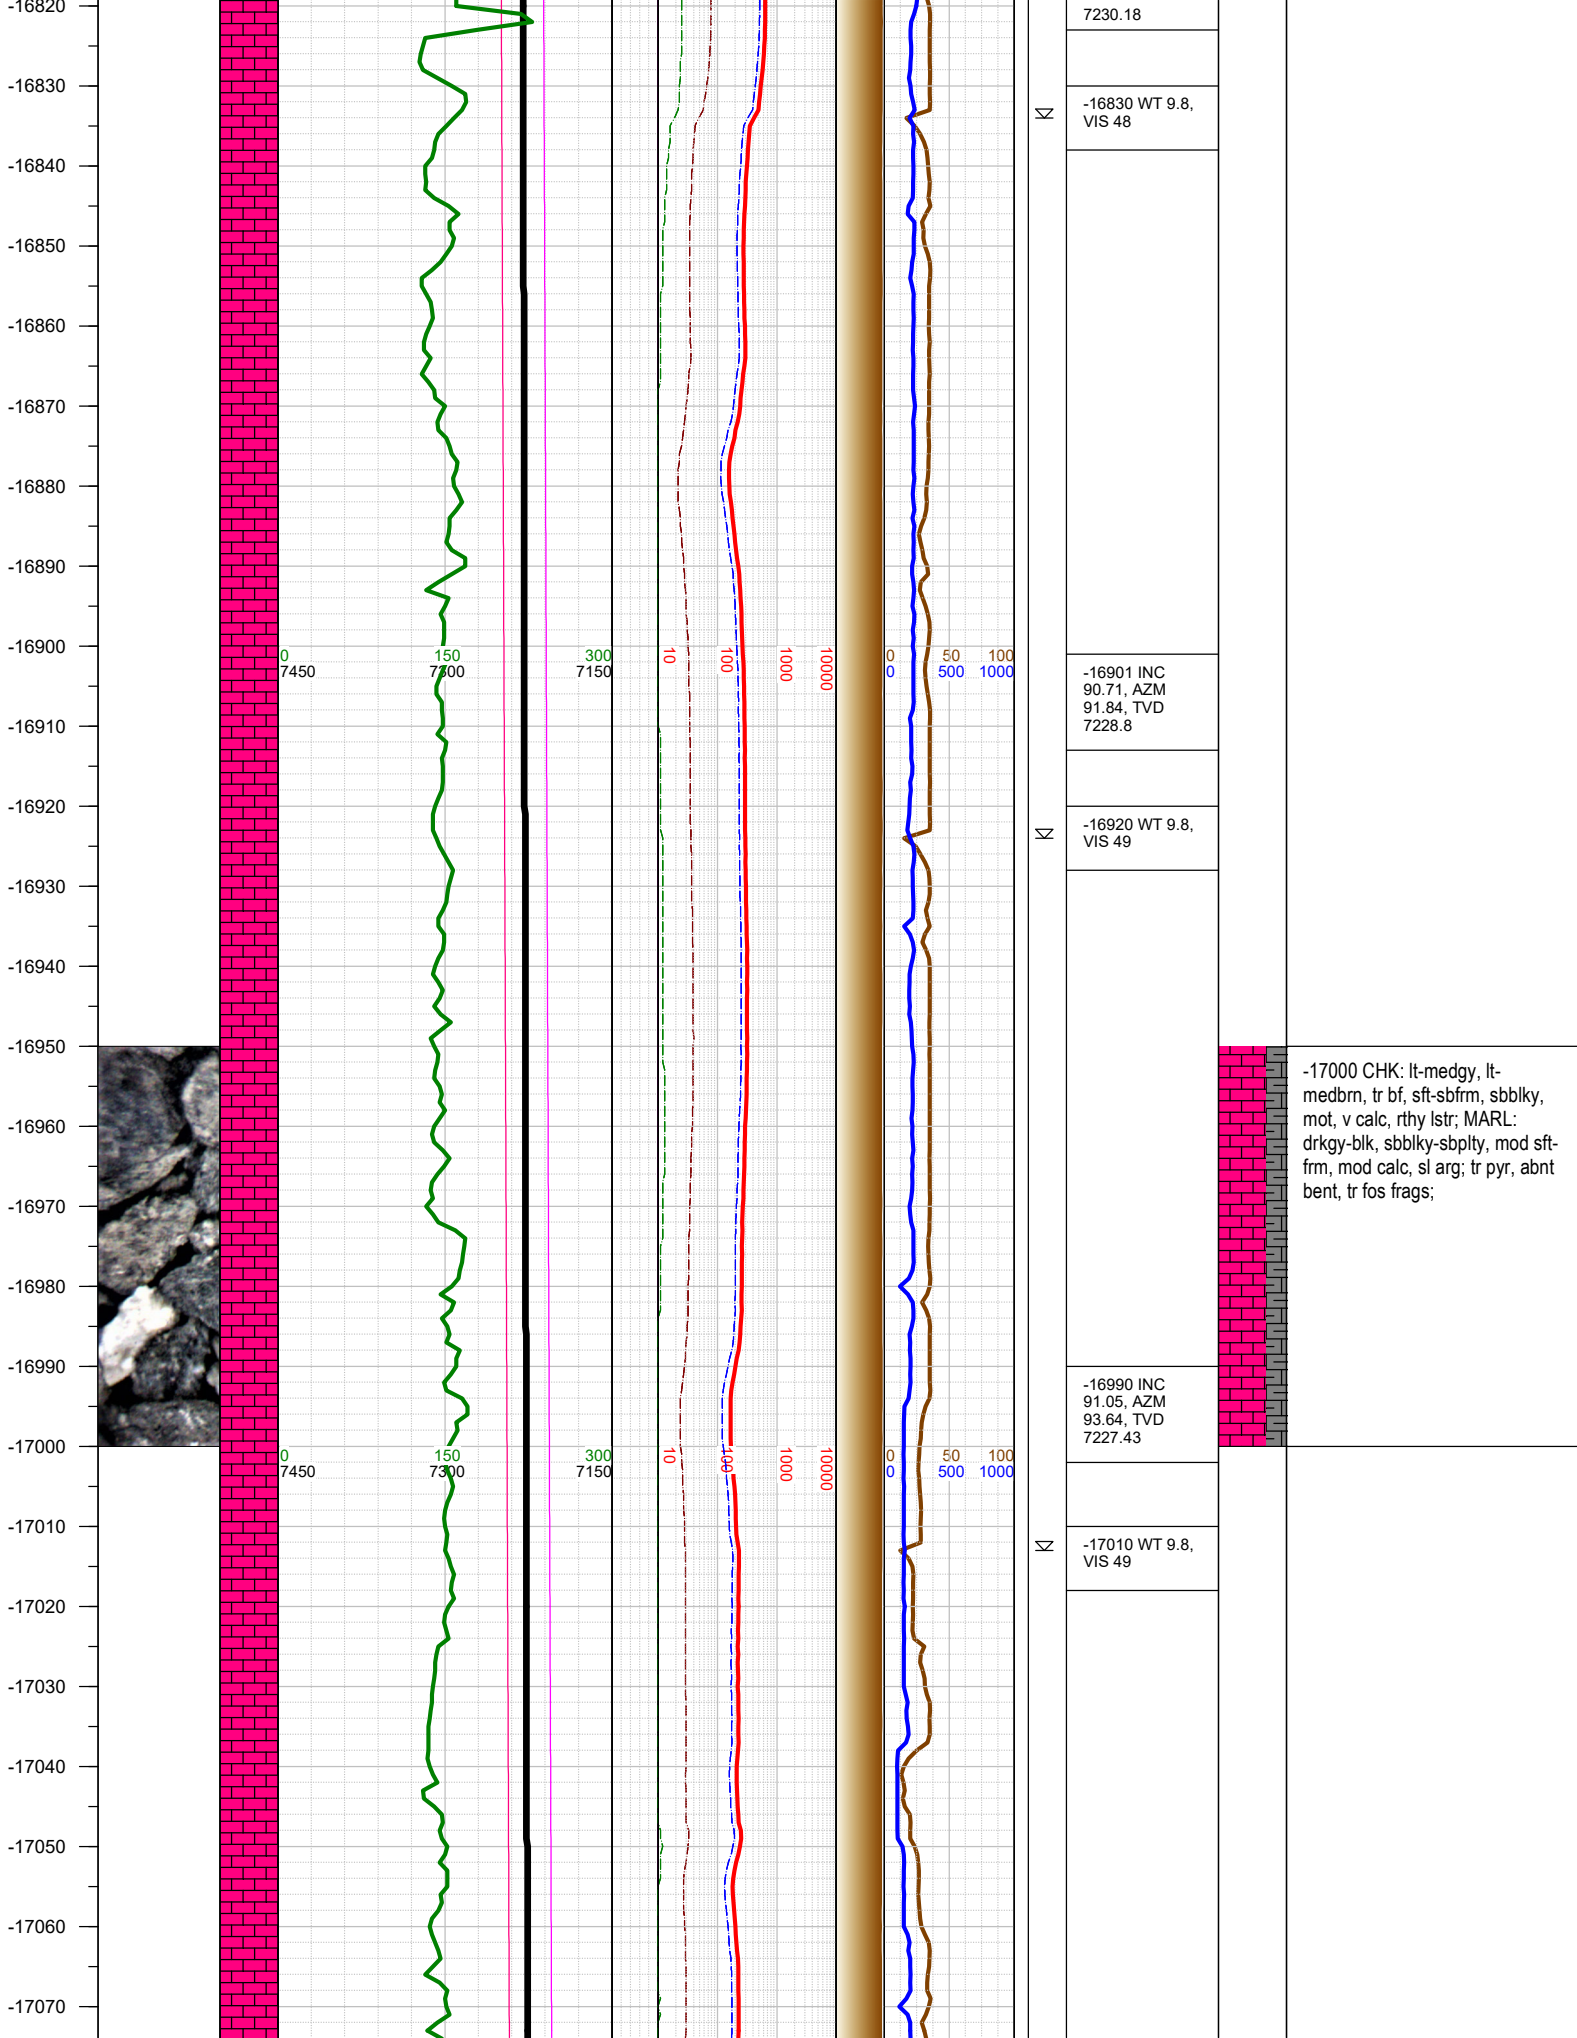 -16820
7230.18
-16830
-16830 WT 9.8,
VIS 48
-16840
-16850
-16860
-16870
-16880
-16890
-16900
0 150 300
7450 7300 7150
10 100 1000 10000
0 50 100
0 500 1000
-16901 INC
90.71, AZM
91.84, TVD
7228.8
-16910
-16920
-16920 WT 9.8,
VIS 49
-16930
-16940
-16950
-17000 CHK: lt-medgy, lt-
medbrn, tr bf, sft-sbfrm, sbblky,
mot, v calc, rthy lstr; MARL:
drkgy-blk, sbblky-sbplty, mod sft-
frm, mod calc, sl arg; tr pyr, abnt
bent, tr fos frags;
-16960
-16970
-16980
-16990
-16990 INC
91.05, AZM
93.64, TVD
7227.43
-17000
0 150 300
7450 7300 7150
10 100 1000 10000
0 50 100
0 500 1000
-17010
-17010 WT 9.8,
VIS 49
-17020
-17030
-17040
-17050
-17060
-17070